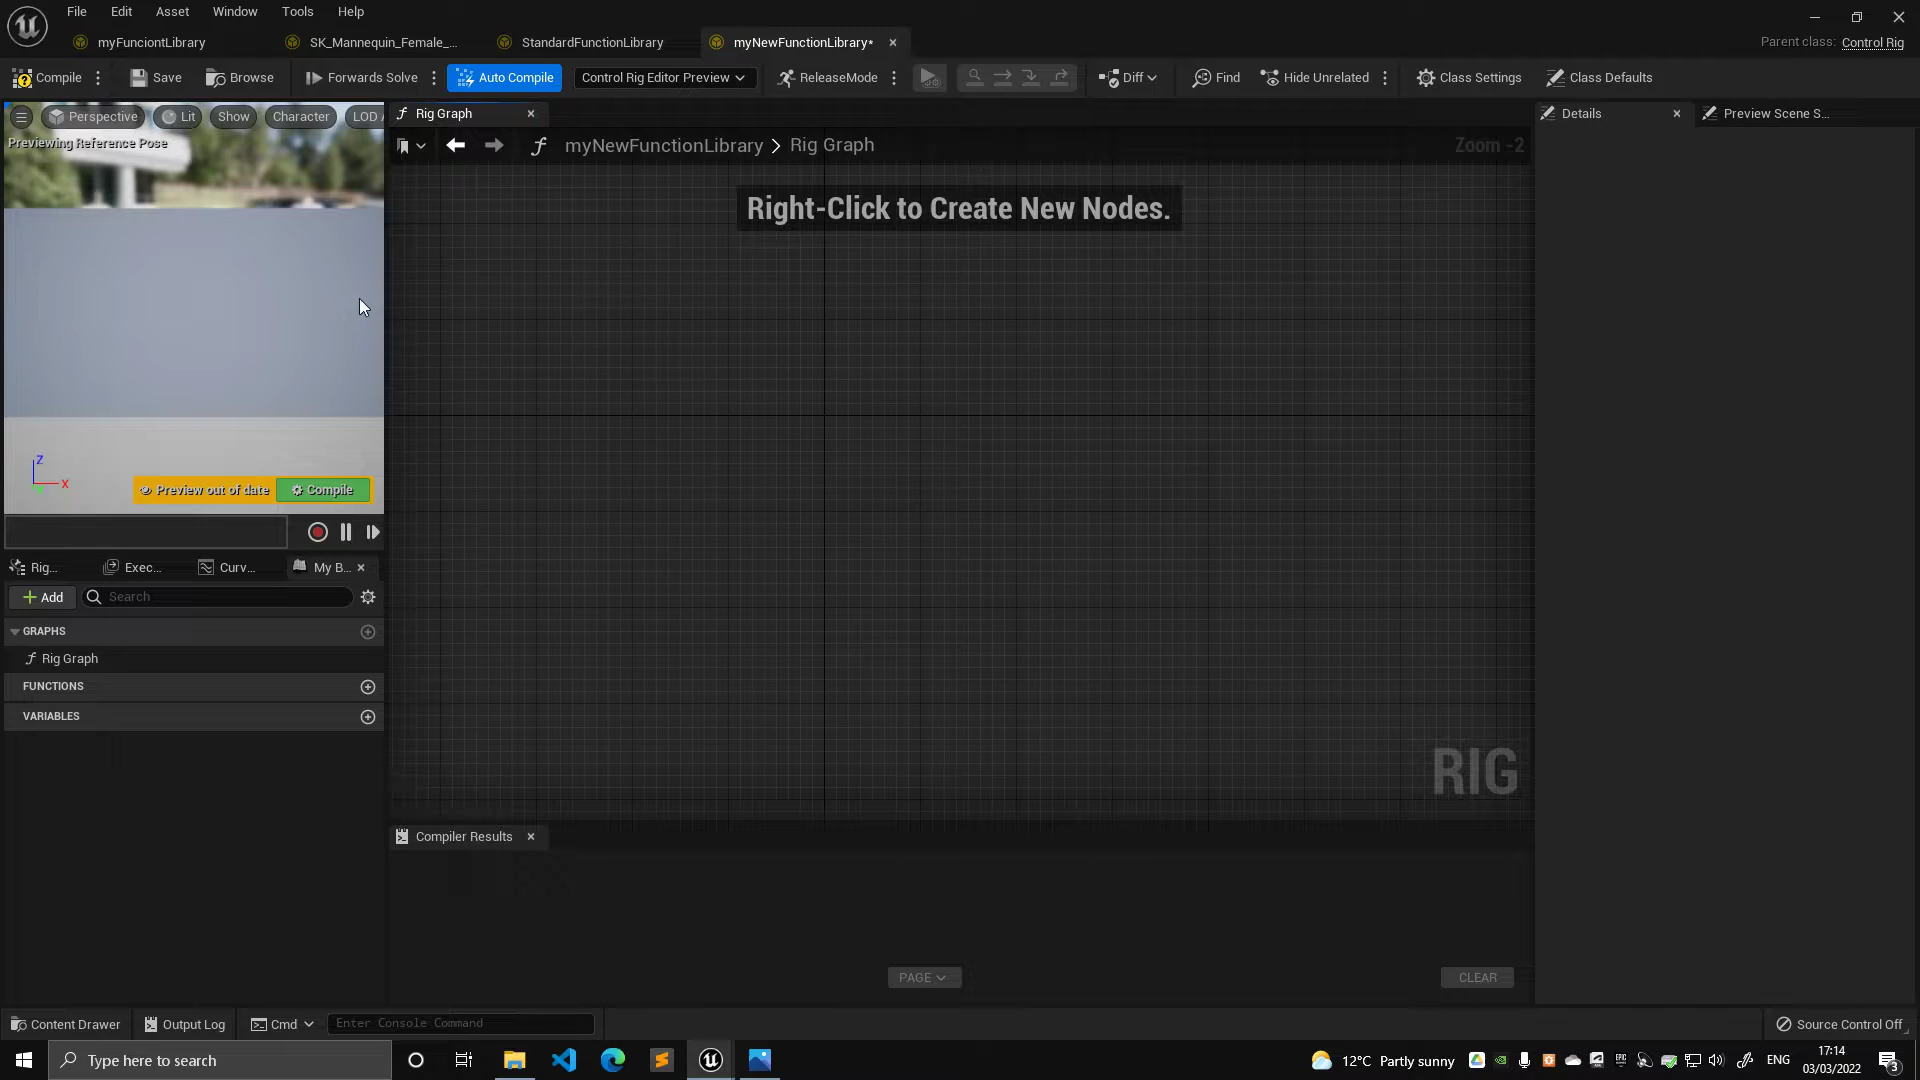 File Edit Asset Window Tools Help
myFunciontLibrary SK_Mannequin_Female_... StandardFunctionLibrary myNewFunctionLibrary* Parent class: Control Rig
Compile Save Browse Forwards Solve Auto Compile Control Rig Editor Preview ReleaseMode Diff Find Hide Unrelated Class Settings Class Defaults
Perspective Lit Show Character LOD
Rig Graph Details Preview Scene S...
Previewing Reference Pose
myNewFunctionLibrary > Rig Graph Zoom -2
Right-Click to Create New Nodes.
Z
X
Preview out of date Compile
Rig... Exec... Curv... My B...
Add Search
GRAPHS
Rig Graph
FUNCTIONS
VARIABLES
RIG
Compiler Results
PAGE CLEAR
Content Drawer Output Log Cmd Enter Console Command Source Control Off
Type here to search 12°C Partly sunny ENG 17:14
03/03/2022 3